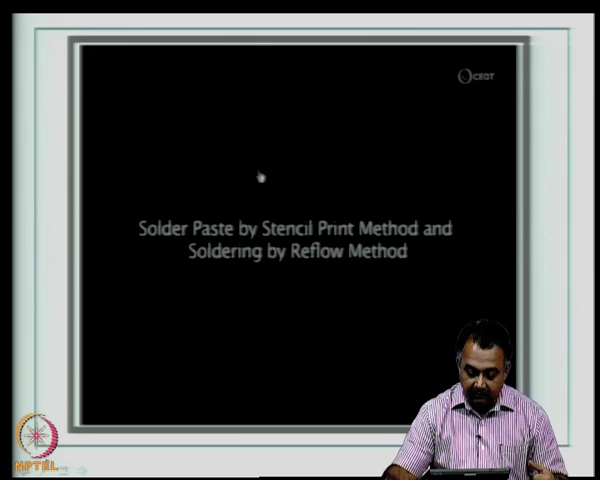 CEDT
Solder Paste by Stencil Print Method and
Soldering by Reflow Method
NPTEL